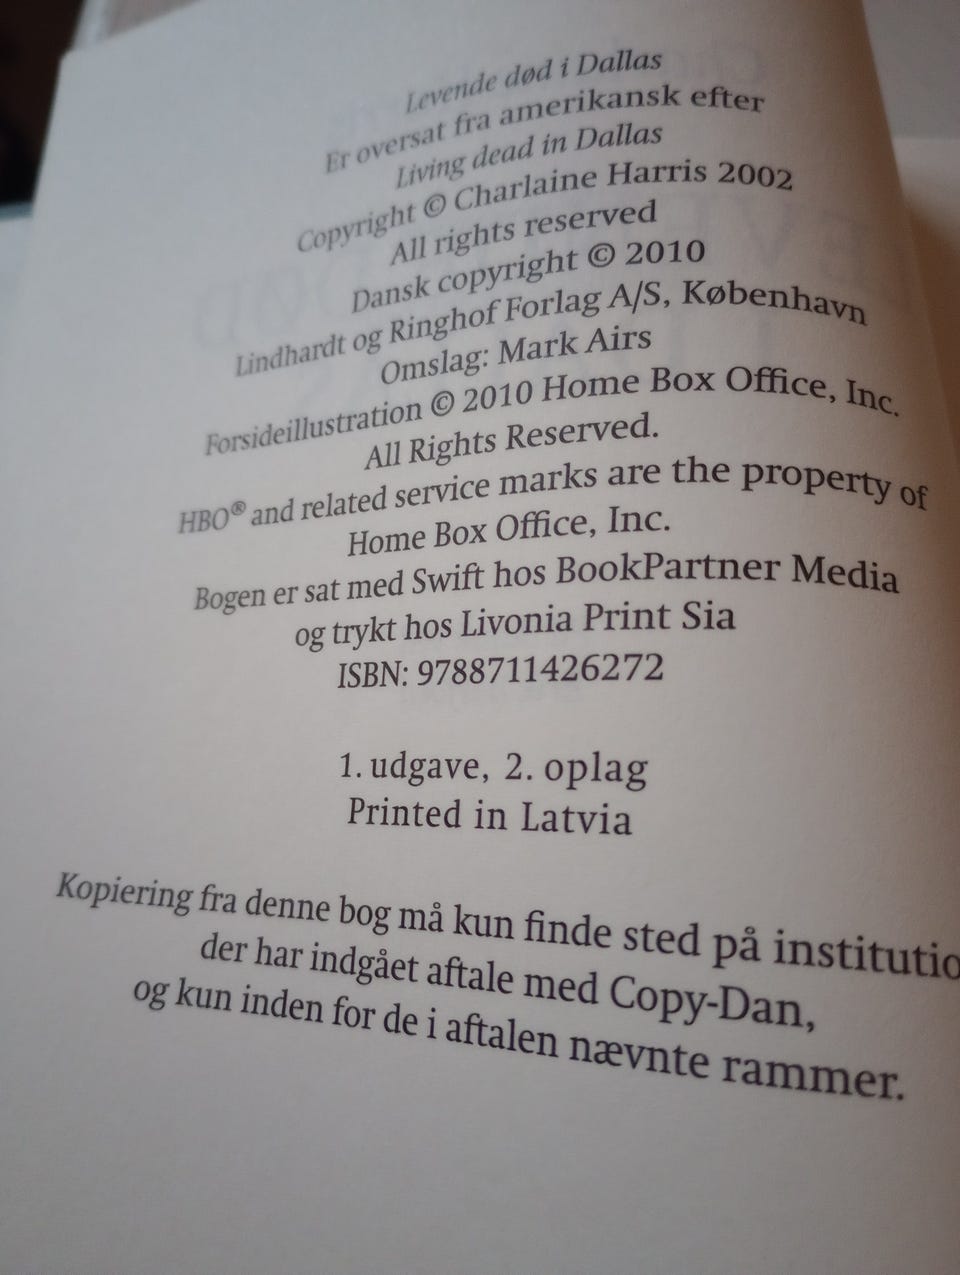 Levende død i Dallas
Er oversat fra amerikansk efter
Living dead in Dallas
Copyright © Charlaine Harris 2002
All rights reserved
Dansk copyright © 2010
Lindhardt og Ringhof Forlag A/S, København
Omslag: Mark Airs
Forsideillustration © 2010 Home Box Office, Inc.
All Rights Reserved.
HBO® and related service marks are the property of
Home Box Office, Inc.
Bogen er sat med Swift hos BookPartner Media
og trykt hos Livonia Print Sia
ISBN: 9788711426272
1. udgave, 2. oplag
Printed in Latvia
Kopiering fra denne bog må kun finde sted på institutio
der har indgået aftale med Copy-Dan,
og kun inden for de i aftalen nævnte rammer.